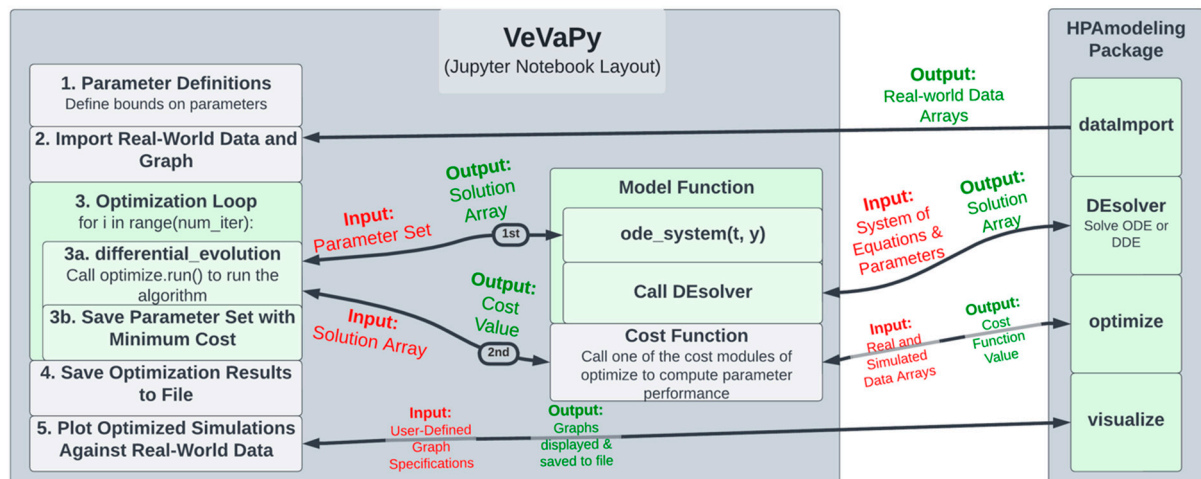 VeVaPy
(Jupyter Notebook Layout)
HPAmodeling
Package
1. Parameter Definitions
Define bounds on parameters
2. Import Real-World Data and
Graph
3. Optimization Loop
for i in range(num_iter):
3a. differential_evolution
Call optimize.run() to run the
algorithm
3b. Save Parameter Set with
Minimum Cost
4. Save Optimization Results
to File
5. Plot Optimized Simulations
Against Real-World Data
Input:
Parameter Set
Output:
Solution
Array
1st
Input:
Solution Array
Output:
Cost
Value
2nd
Model Function
ode_system(t, y)
Call DEsolver
Cost Function
Call one of the cost modules of
optimize to compute parameter
performance
Output:
Real-world Data
Arrays
Input:
System of
Equations &
Parameters
Output:
Solution
Array
Input:
Real and
Simulated
Data Arrays
Output:
Cost
Function
Value
Input:
User-Defined
Graph
Specifications
Output:
Graphs
displayed &
saved to file
dataImport
DEsolver
Solve ODE or
DDE
optimize
visualize